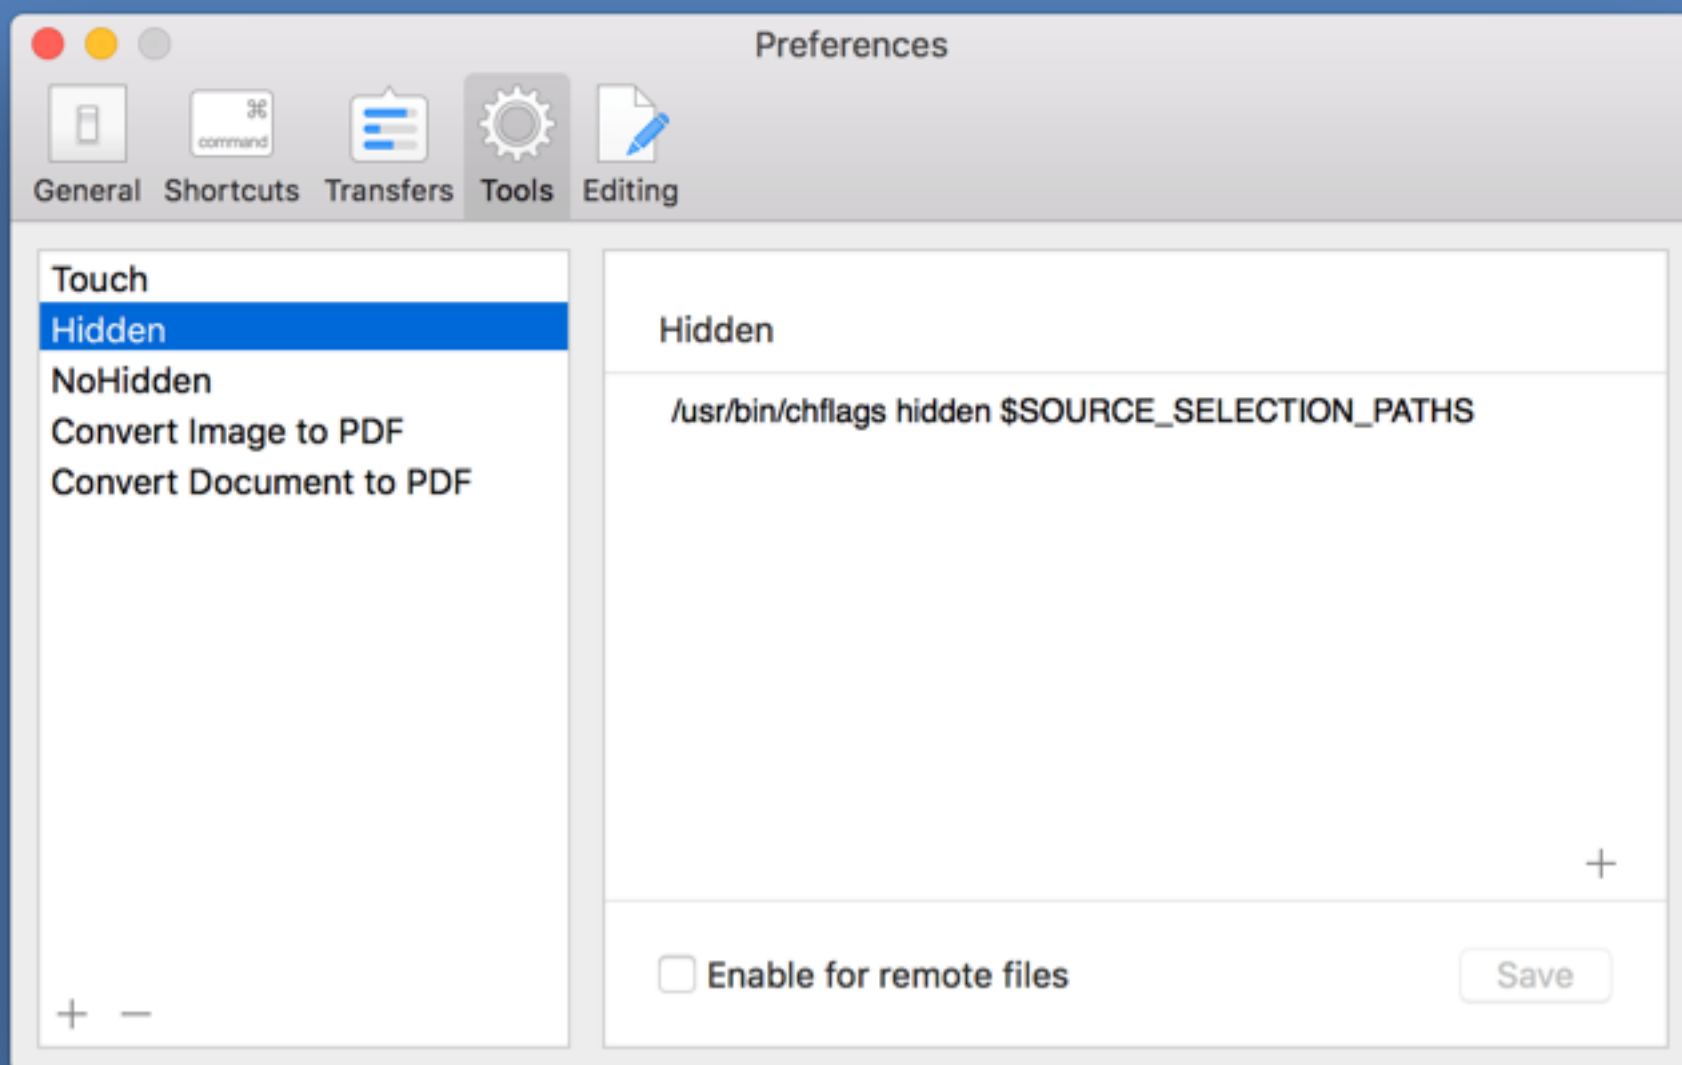 Preferences
⌘
command
General Shortcuts Transfers Tools Editing
Touch
Hidden
NoHidden
Convert Image to PDF
Convert Document to PDF
Hidden
/usr/bin/chflags hidden $SOURCE_SELECTION_PATHS
+
Enable for remote files
Save
+ −